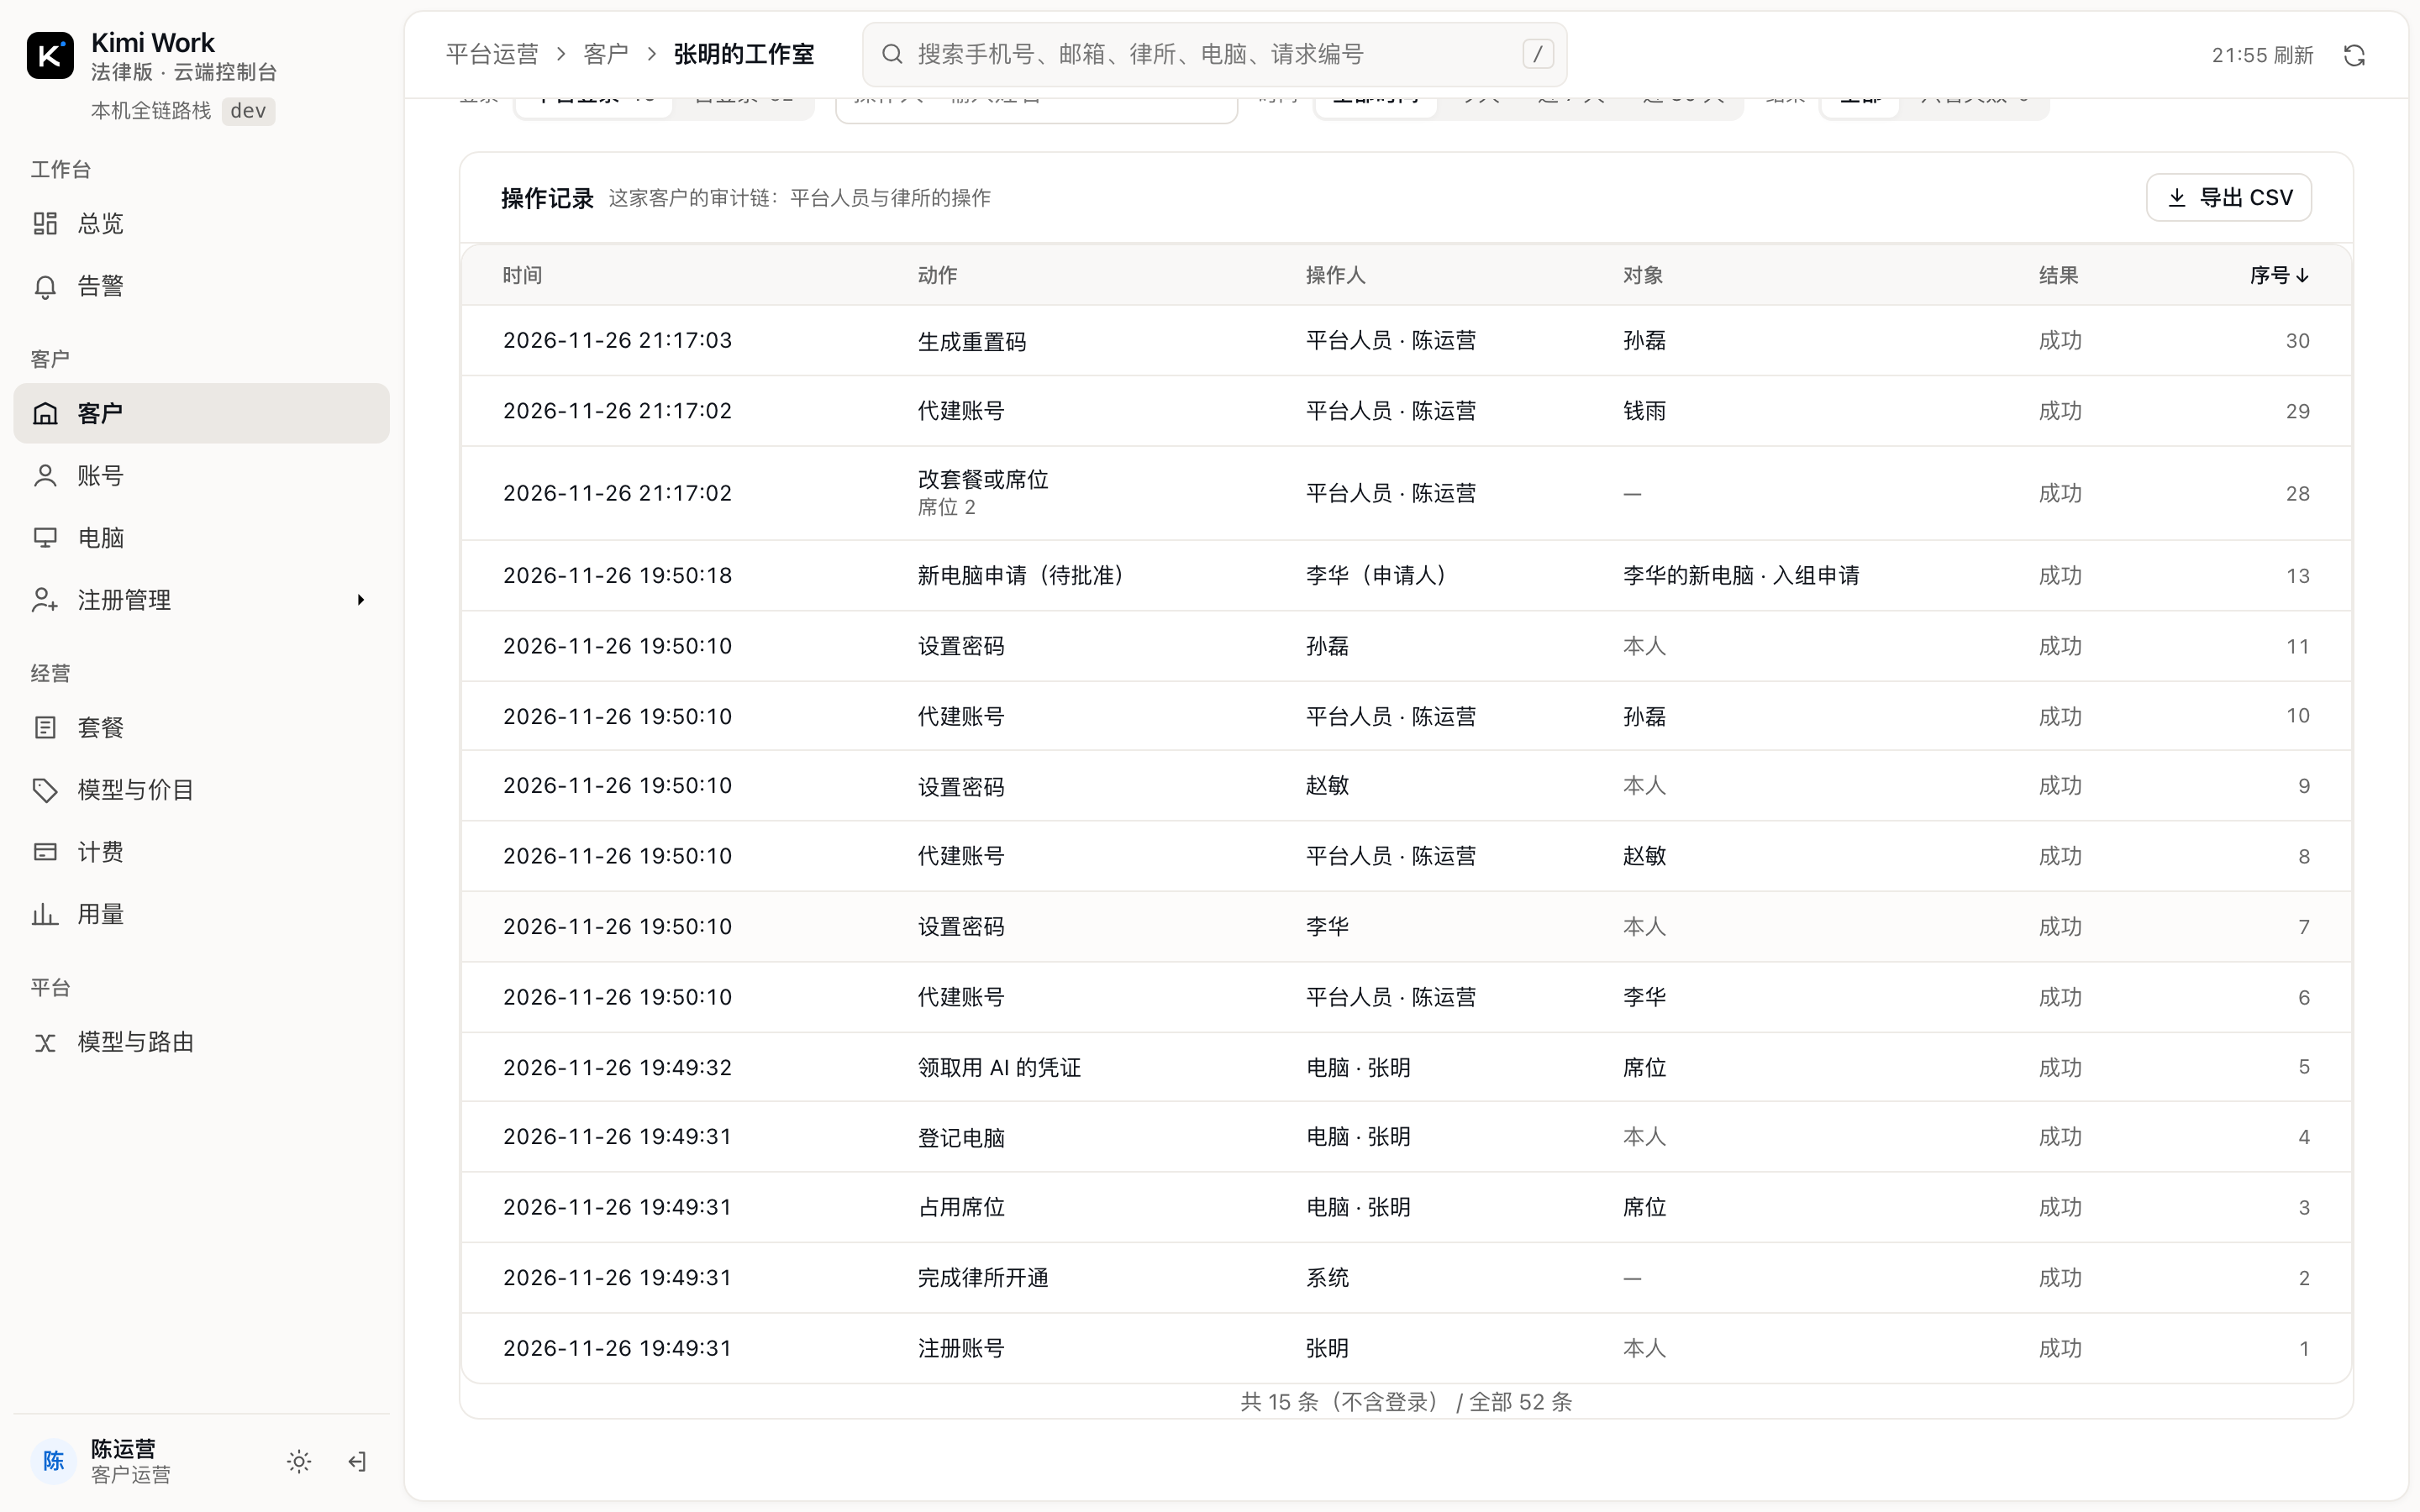 Kimi Work
法律版 · 云端控制台
本机全链路栈 dev
工作台
总览
告警
客户
客户
账号
电脑
注册管理
经营
套餐
模型与价目
计费
用量
平台
模型与路由
陈
陈运营
客户运营
平台运营 > 客户 > 张明的工作室
搜索手机号、邮箱、律所、电脑、请求编号 /
21:55 刷新
操作记录 这家客户的审计链：平台人员与律所的操作
导出 CSV
时间 动作 操作人 对象 结果 序号↓
2026-11-26 21:17:03 生成重置码 平台人员 · 陈运营 孙磊 成功 30
2026-11-26 21:17:02 代建账号 平台人员 · 陈运营 钱雨 成功 29
2026-11-26 21:17:02 改套餐或席位 平台人员 · 陈运营 — 成功 28
席位 2
2026-11-26 19:50:18 新电脑申请（待批准） 李华（申请人） 李华的新电脑 · 入组申请 成功 13
2026-11-26 19:50:10 设置密码 孙磊 本人 成功 11
2026-11-26 19:50:10 代建账号 平台人员 · 陈运营 孙磊 成功 10
2026-11-26 19:50:10 设置密码 赵敏 本人 成功 9
2026-11-26 19:50:10 代建账号 平台人员 · 陈运营 赵敏 成功 8
2026-11-26 19:50:10 设置密码 李华 本人 成功 7
2026-11-26 19:50:10 代建账号 平台人员 · 陈运营 李华 成功 6
2026-11-26 19:49:32 领取用 AI 的凭证 电脑 · 张明 席位 成功 5
2026-11-26 19:49:31 登记电脑 电脑 · 张明 本人 成功 4
2026-11-26 19:49:31 占用席位 电脑 · 张明 席位 成功 3
2026-11-26 19:49:31 完成律所开通 系统 — 成功 2
2026-11-26 19:49:31 注册账号 张明 本人 成功 1
共 15 条（不含登录） / 全部 52 条